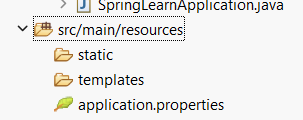 SpringLearnApplication.java
src/main/resources
static
templates
application.properties